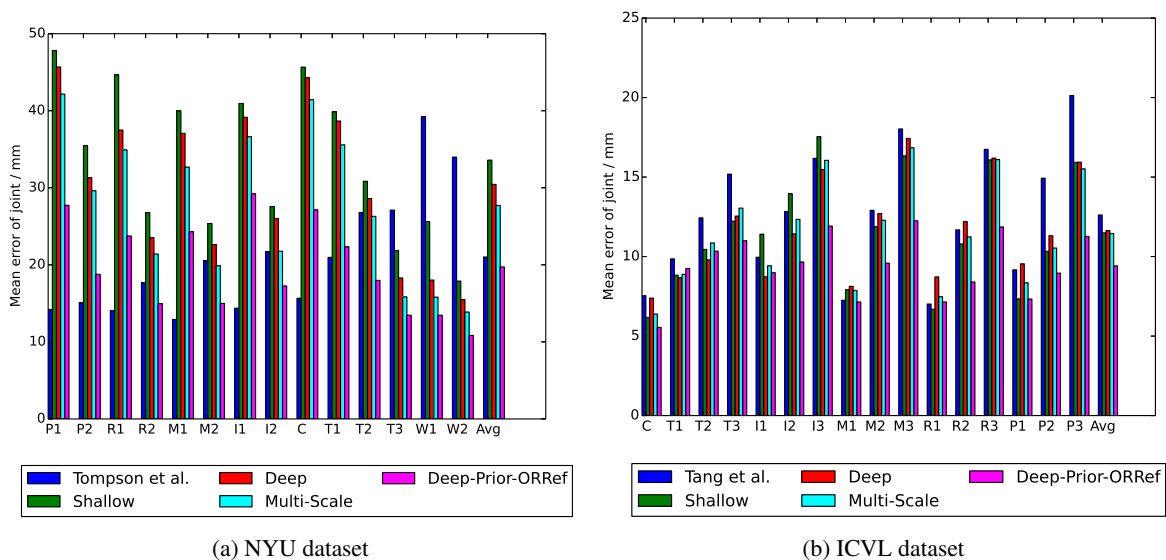 50
40
30
20
10
0
Mean error of joint / mm
P1 P2 R1 R2 M1 M2 I1 I2 C T1 T2 T3 W1 W2 Avg
Tompson et al.
Shallow
Deep
Multi-Scale
Deep-Prior-ORRef
(a) NYU dataset
25
20
15
10
5
0
Mean error of joint / mm
C T1 T2 T3 I1 I2 I3 M1 M2 M3 R1 R2 R3 P1 P2 P3 Avg
Tang et al.
Shallow
Deep
Multi-Scale
Deep-Prior-ORRef
(b) ICVL dataset